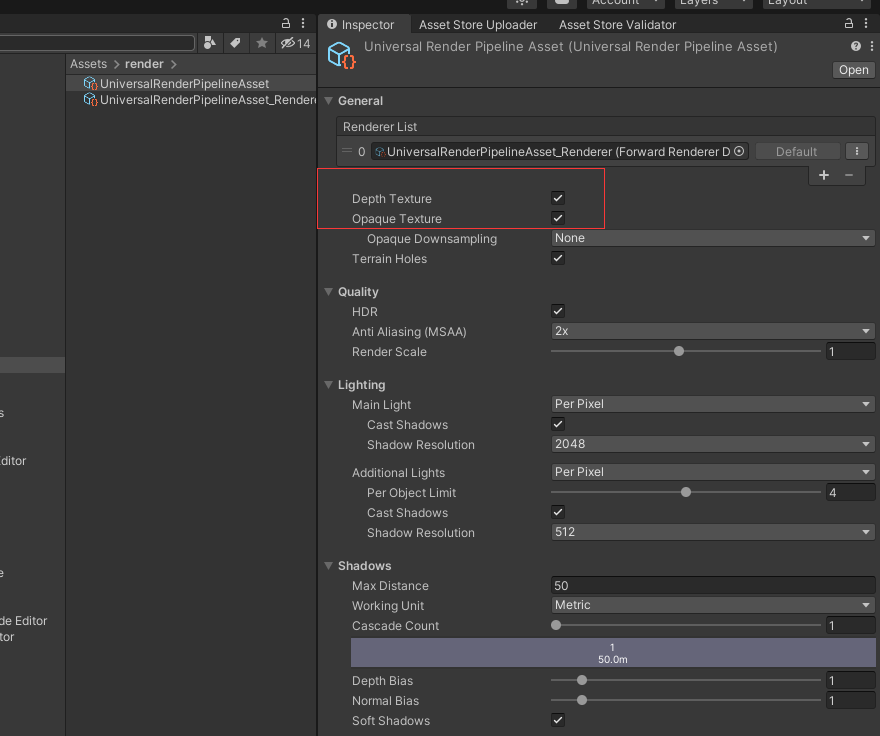 Account
Layers
Layout
Inspector
Asset Store Uploader
Asset Store Validator
14
Assets > render >
UniversalRenderPipelineAsset
UniversalRenderPipelineAsset_Rendere
s
ditor
e
de Editor
tor
Universal Render Pipeline Asset (Universal Render Pipeline Asset)
Open
General
Renderer List
0 UniversalRenderPipelineAsset_Renderer (Forward Renderer D
Default
+ −
Depth Texture
Opaque Texture
Opaque Downsampling None
Terrain Holes
Quality
HDR
Anti Aliasing (MSAA) 2x
Render Scale 1
Lighting
Main Light Per Pixel
Cast Shadows
Shadow Resolution 2048
Additional Lights Per Pixel
Per Object Limit 4
Cast Shadows
Shadow Resolution 512
Shadows
Max Distance 50
Working Unit Metric
Cascade Count 1
1
50.0m
Depth Bias 1
Normal Bias 1
Soft Shadows